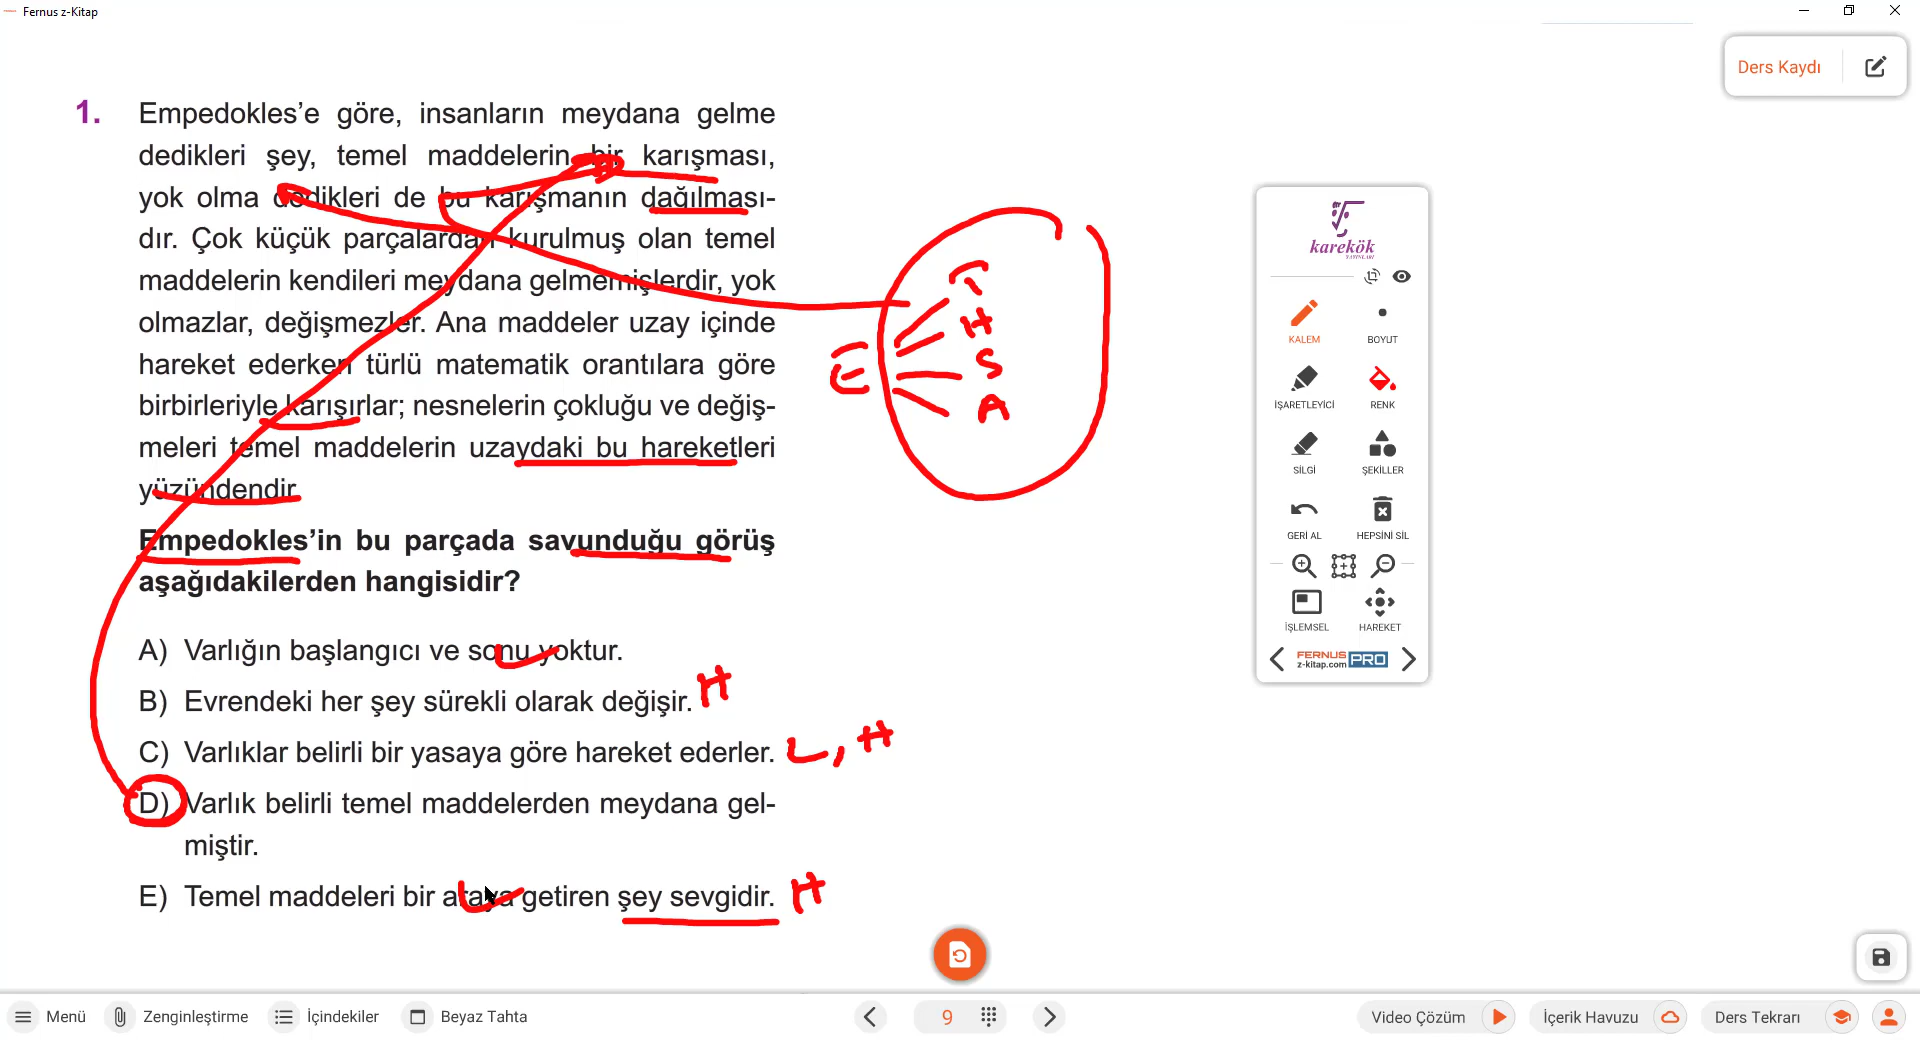 Fernus z-Kitap
Ders Kaydı
1. Empedokles’e göre, insanların meydana gelme
dedikleri şey, temel maddelerin bir karışması,
yok olma dedikleri de bu karışmanın dağılması-
dır. Çok küçük parçalardan kurulmuş olan temel
maddelerin kendileri meydana gelmemişlerdir, yok
olmazlar, değişmezler. Ana maddeler uzay içinde
hareket ederken türlü matematik orantılara göre
birbirleriyle karışırlar; nesnelerin çokluğu ve değiş-
meleri temel maddelerin uzaydaki bu hareketleri
yüzündendir.
Empedokles’in bu parçada savunduğu görüş
aşağıdakilerden hangisidir?
A) Varlığın başlangıcı ve sonu yoktur.
B) Evrendeki her şey sürekli olarak değişir. H
C) Varlıklar belirli bir yasaya göre hareket ederler. L, H
D) Varlık belirli temel maddelerden meydana gel-
miştir.
E) Temel maddeleri bir araya getiren şey sevgidir. H
E
T
H
S
A
karekök
YAYINLARI
KALEM
BOYUT
İŞARETLEYİCİ
RENK
SİLGİ
ŞEKİLLER
GERİ AL
HEPSİNİ SİL
İŞLEMSEL
HAREKET
FERNUS
z-kitap.com PRO
Menü
Zenginleştirme
İçindekiler
Beyaz Tahta
9
Video Çözüm
İçerik Havuzu
Ders Tekrarı